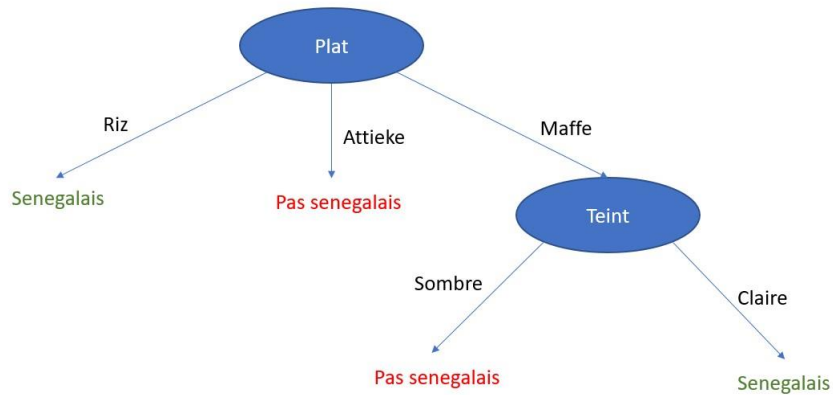 Plat
Riz
Attieke
Maffe
Senegalais
Pas senegalais
Teint
Sombre
Claire
Pas senegalais
Senegalais